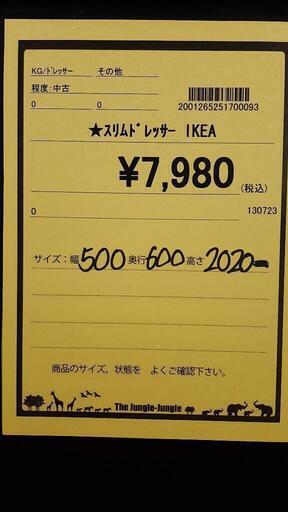 KG/ﾄﾞﾚｯｻｰ その他
程度:中古
0 0
2001265251700093
★ｽﾘﾑﾄﾞﾚｯｻｰ IKEA
¥7,980 (税込)
0 130723
サイズ:幅500奥行600高さ2020
商品のサイズ、状態を よくご確認下さい。
The Jungle-Jungle